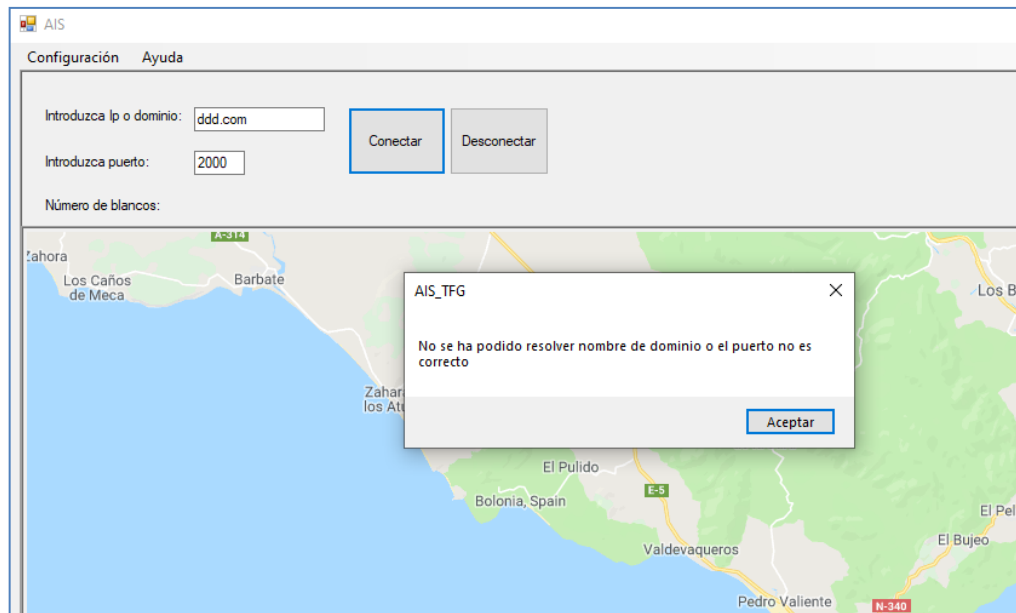 AIS
Configuración Ayuda
Introduzca Ip o dominio: ddd.com
Conectar Desconectar
Introduzca puerto: 2000
Número de blancos:
A-314
Zahora
Los Caños
de Meca
Barbate
Los B
AIS_TFG
No se ha podido resolver nombre de dominio o el puerto no es
correcto
Aceptar
Zahar
los Atu
El Pulido
E-5
Bolonia, Spain
El Pel
El Bujeo
Valdevaqueros
Pedro Valiente
N-340